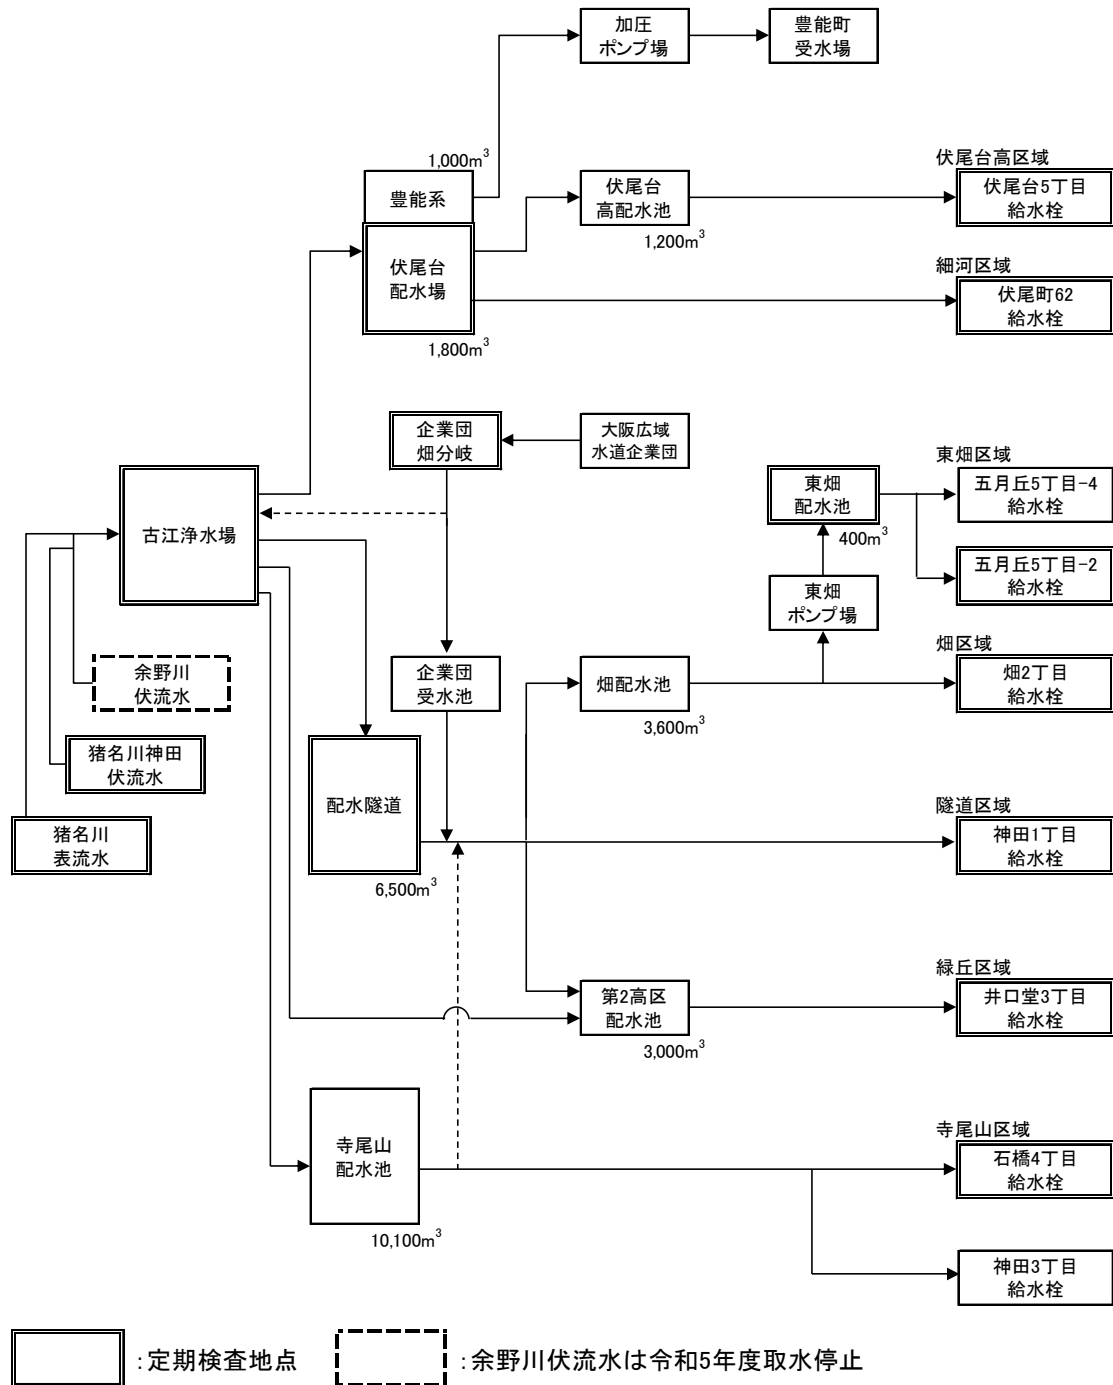 加圧
ポンプ場
豊能町
受水場
1,000m³
豊能系
伏尾台
配水場
1,800m³
伏尾台
高配水池
1,200m³
伏尾台高区域
伏尾台5丁目
給水栓
細河区域
伏尾町62
給水栓
企業団
畑分岐
大阪広域
水道企業団
古江浄水場
東畑
配水池
400m³
東畑
ポンプ場
東畑区域
五月丘5丁目-4
給水栓
五月丘5丁目-2
給水栓
余野川
伏流水
猪名川神田
伏流水
猪名川
表流水
企業団
受水池
配水隧道
6,500m³
畑配水池
3,600m³
畑区域
畑2丁目
給水栓
隧道区域
神田1丁目
給水栓
第2高区
配水池
3,000m³
緑丘区域
井口堂3丁目
給水栓
寺尾山
配水池
10,100m³
寺尾山区域
石橋4丁目
給水栓
神田3丁目
給水栓
:定期検査地点
:余野川伏流水は令和5年度取水停止